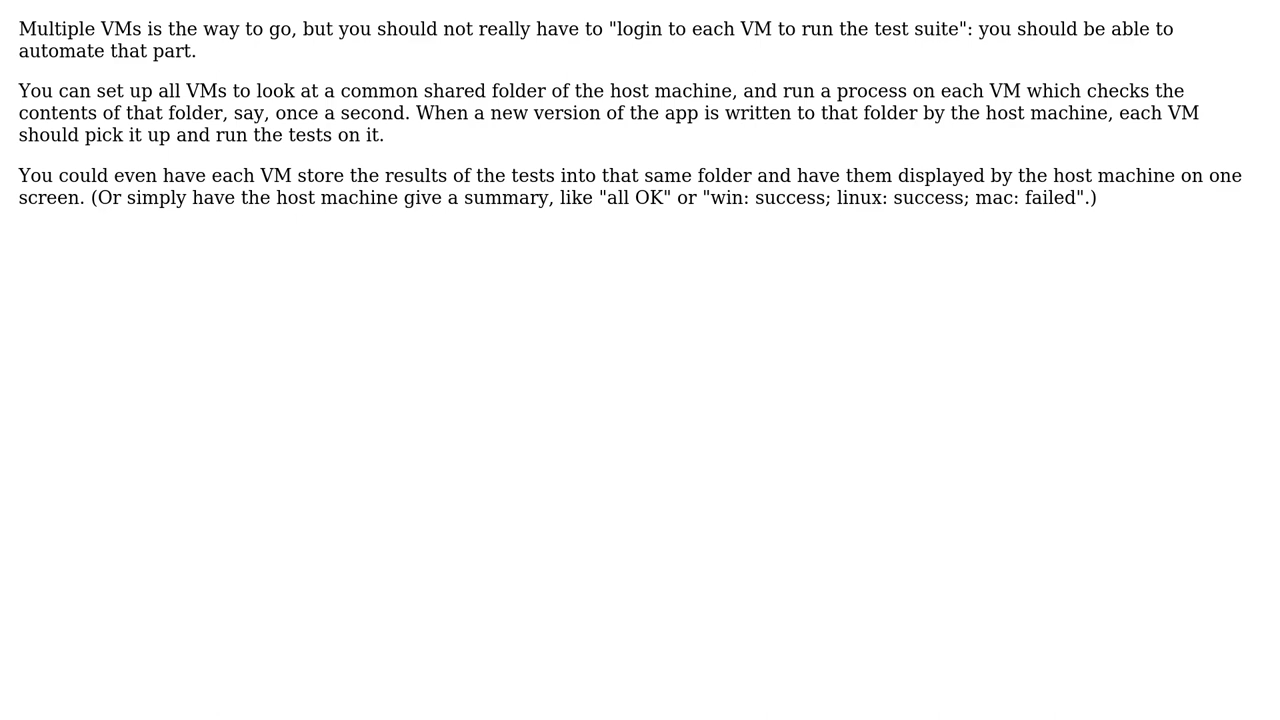 Multiple VMs is the way to go, but you should not really have to "login to each VM to run the test suite": you should be able to
automate that part.
You can set up all VMs to look at a common shared folder of the host machine, and run a process on each VM which checks the
contents of that folder, say, once a second. When a new version of the app is written to that folder by the host machine, each VM
should pick it up and run the tests on it.
You could even have each VM store the results of the tests into that same folder and have them displayed by the host machine on one
screen. (Or simply have the host machine give a summary, like "all OK" or "win: success; linux: success; mac: failed".)